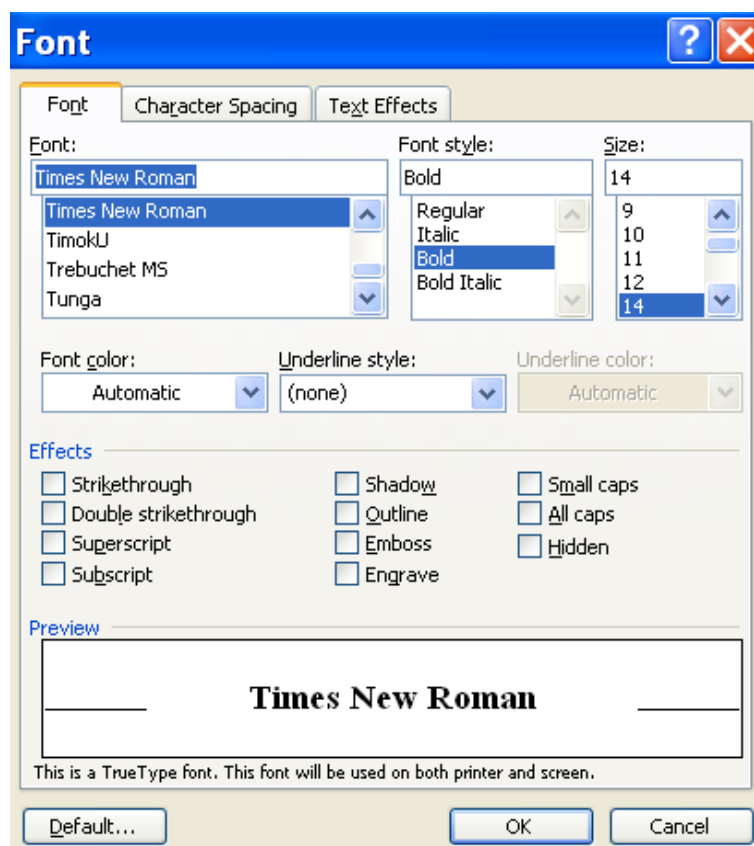 Font
Font Character Spacing Text Effects
Font: Font style: Size:
Times New Roman Bold 14
Times New Roman Regular 9
TimokU Italic 10
Trebuchet MS Bold 11
Tunga Bold Italic 12
14
Font color: Underline style: Underline color:
Automatic (none) Automatic
Effects
Strikethrough Shadow Small caps
Double strikethrough Outline All caps
Superscript Emboss Hidden
Subscript Engrave
Preview
Times New Roman
This is a TrueType font. This font will be used on both printer and screen.
Default... OK Cancel